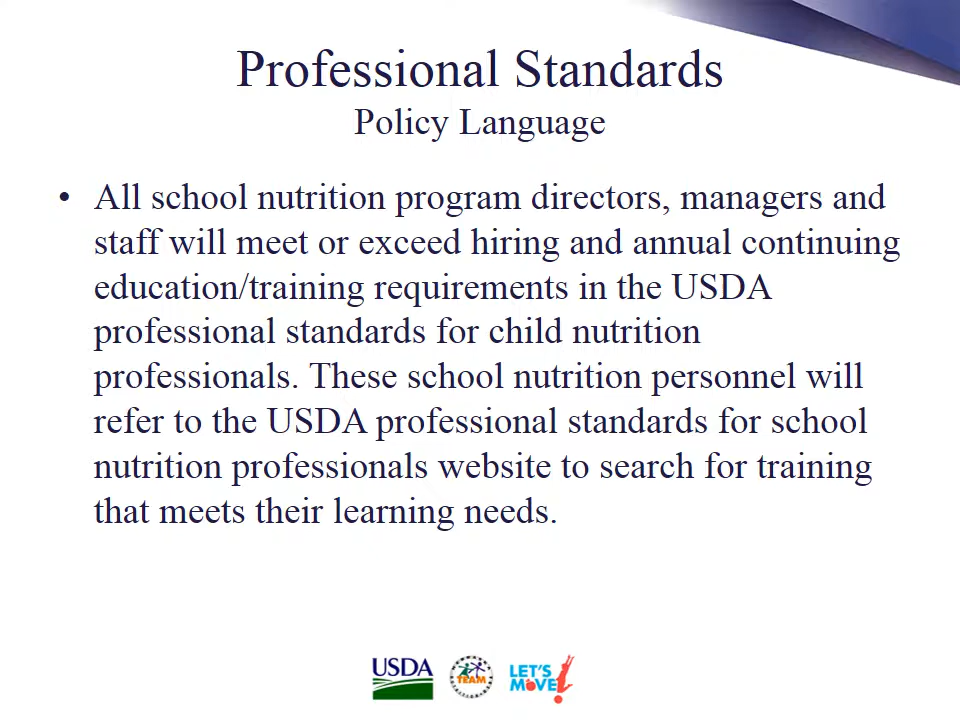 Professional Standards
Policy Language
• All school nutrition program directors, managers and
staff will meet or exceed hiring and annual continuing
education/training requirements in the USDA
professional standards for child nutrition
professionals. These school nutrition personnel will
refer to the USDA professional standards for school
nutrition professionals website to search for training
that meets their learning needs.
USDA
TEAM
LET'S
MOVE!